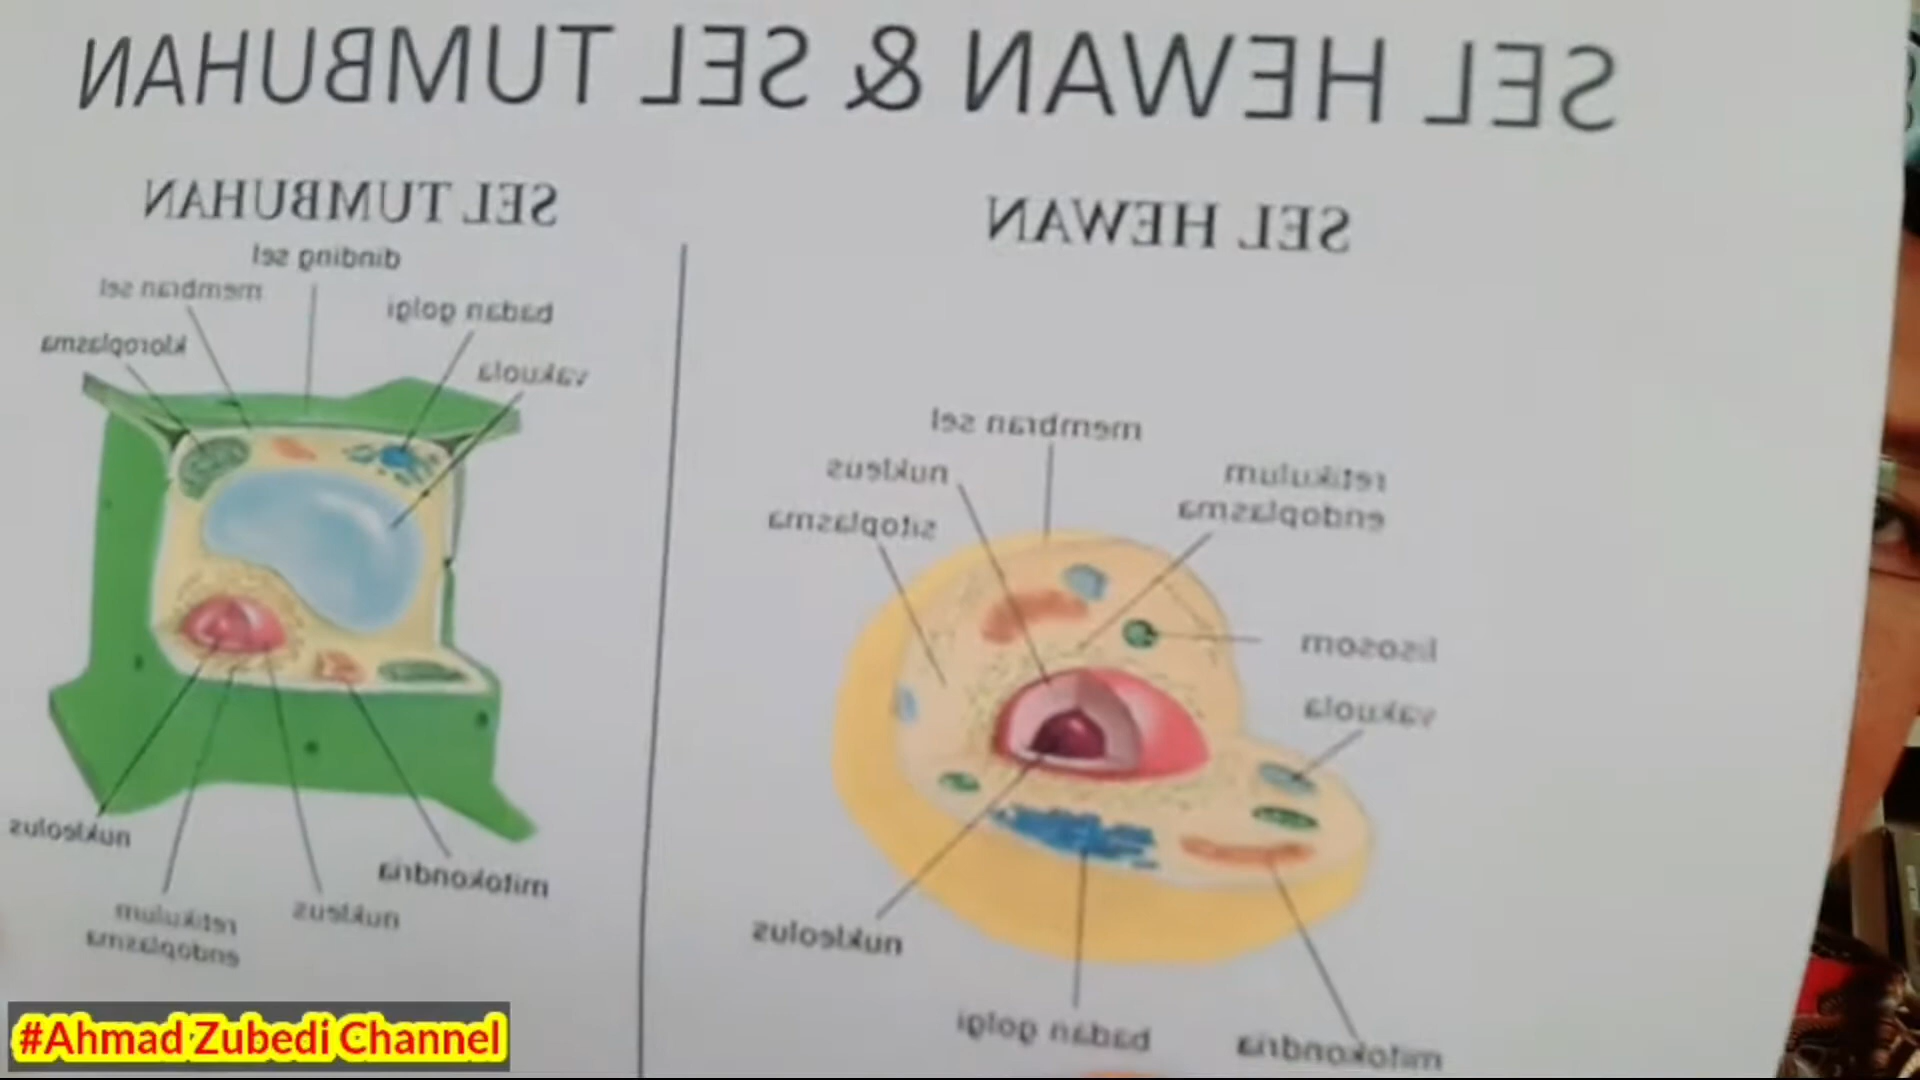 SEL HEWAN & SEL TUMBUHAN
SEL HEWAN
membran sel
nukleus
retikulum
endoplasma
sitoplasma
lisosom
vakuola
nukleolus
badan golgi
mitokondria
SEL TUMBUHAN
dinding sel
membran sel
badan golgi
kloroplasma
vakuola
nukleolus
mitokondria
nukleus
retikulum
endoplasma
#Ahmad Zubedi Channel